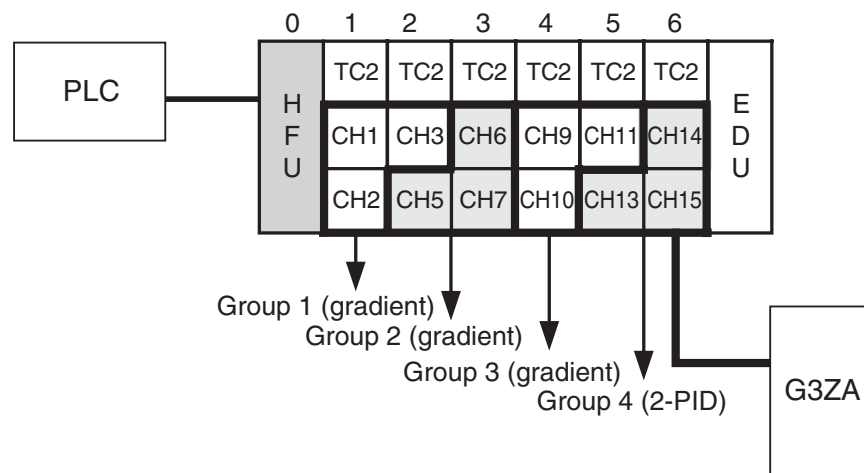 0 1 2 3 4 5 6
PLC
HFU
TC2 TC2 TC2 TC2 TC2 TC2
EDU
CH1 CH3 CH6 CH9 CH11 CH14
CH2 CH5 CH7 CH10 CH13 CH15
Group 1 (gradient)
Group 2 (gradient)
Group 3 (gradient)
Group 4 (2-PID)
G3ZA